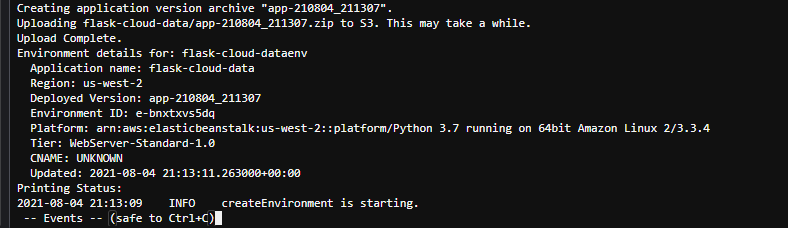 Creating application version archive "app-210804_211307".
Uploading flask-cloud-data/app-210804_211307.zip to S3. This may take a while.
Upload Complete.
Environment details for: flask-cloud-dataenv
  Application name: flask-cloud-data
  Region: us-west-2
  Deployed Version: app-210804_211307
  Environment ID: e-bnxtxvs5dq
  Platform: arn:aws:elasticbeanstalk:us-west-2::platform/Python 3.7 running on 64bit Amazon Linux 2/3.3.4
  Tier: WebServer-Standard-1.0
  CNAME: UNKNOWN
  Updated: 2021-08-04 21:13:11.263000+00:00
Printing Status:
2021-08-04 21:13:09    INFO    createEnvironment is starting.
 -- Events -- (safe to Ctrl+C)